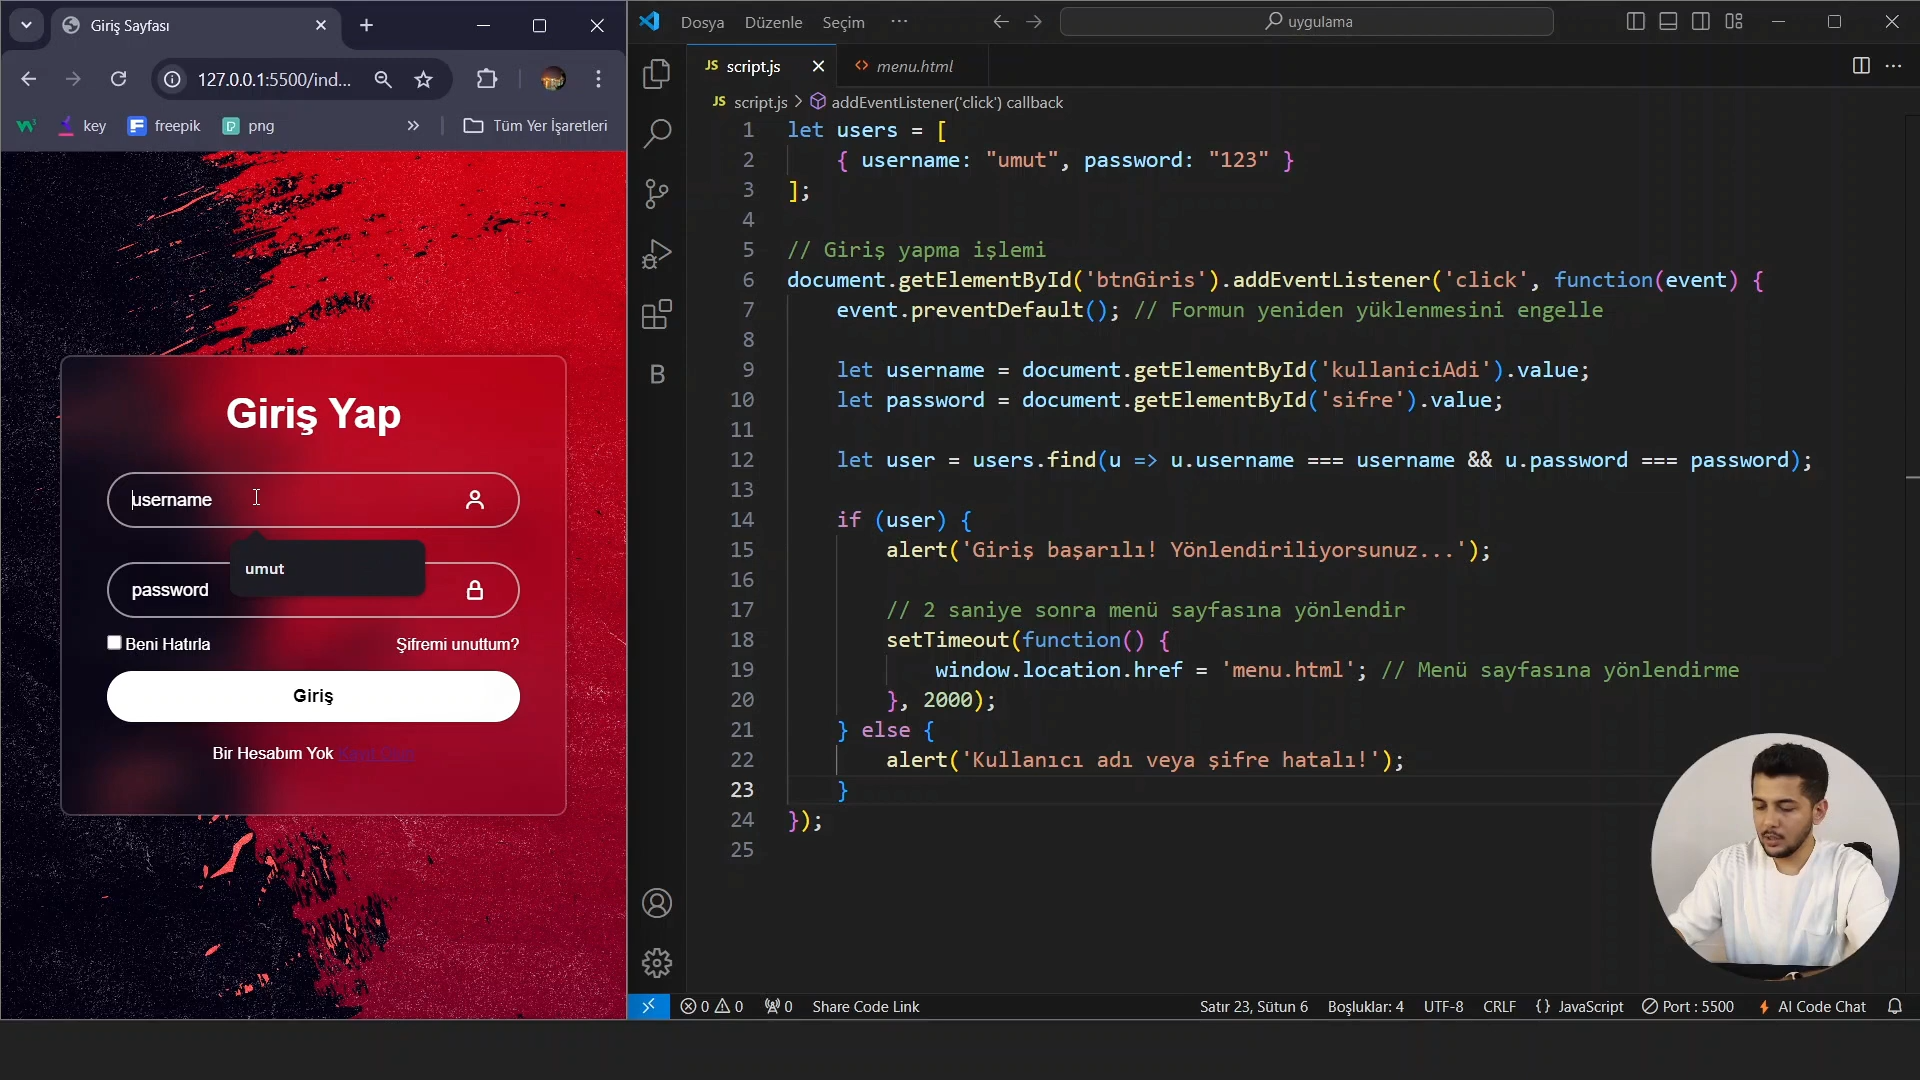 Giriş Sayfası
127.0.0.1:5500/ind...
key
freepik
png
Tüm Yer İşaretleri
Giriş Yap
username
umut
password
Beni Hatırla
Şifremi unuttum?
Giriş
Bir Hesabım Yok
Dosya Düzenle Seçim ...
uygulama
JS script.js
menu.html
JS script.js > addEventListener('click') callback
1 let users = [
2 { username: "umut", password: "123" }
3 ];
4
5 // Giriş yapma işlemi
6 document.getElementById('btnGiris').addEventListener('click', function(event) {
7 event.preventDefault(); // Formun yeniden yüklenmesini engelle
8
9 let username = document.getElementById('kullaniciAdi').value;
10 let password = document.getElementById('sifre').value;
11
12 let user = users.find(u => u.username === username && u.password === password);
13
14 if (user) {
15 alert('Giriş başarılı! Yönlendiriliyorsunuz...');
16
17 // 2 saniye sonra menü sayfasına yönlendir
18 setTimeout(function() {
19 window.location.href = 'menu.html'; // Menü sayfasına yönlendirme
20 }, 2000);
21 } else {
22 alert('Kullanıcı adı veya şifre hatalı!');
23 }
24 });
25
B
0 0 0 Share Code Link
Satır 23, Sütun 6 Boşluklar: 4 UTF-8 CRLF {} JavaScript Port : 5500 AI Code Chat